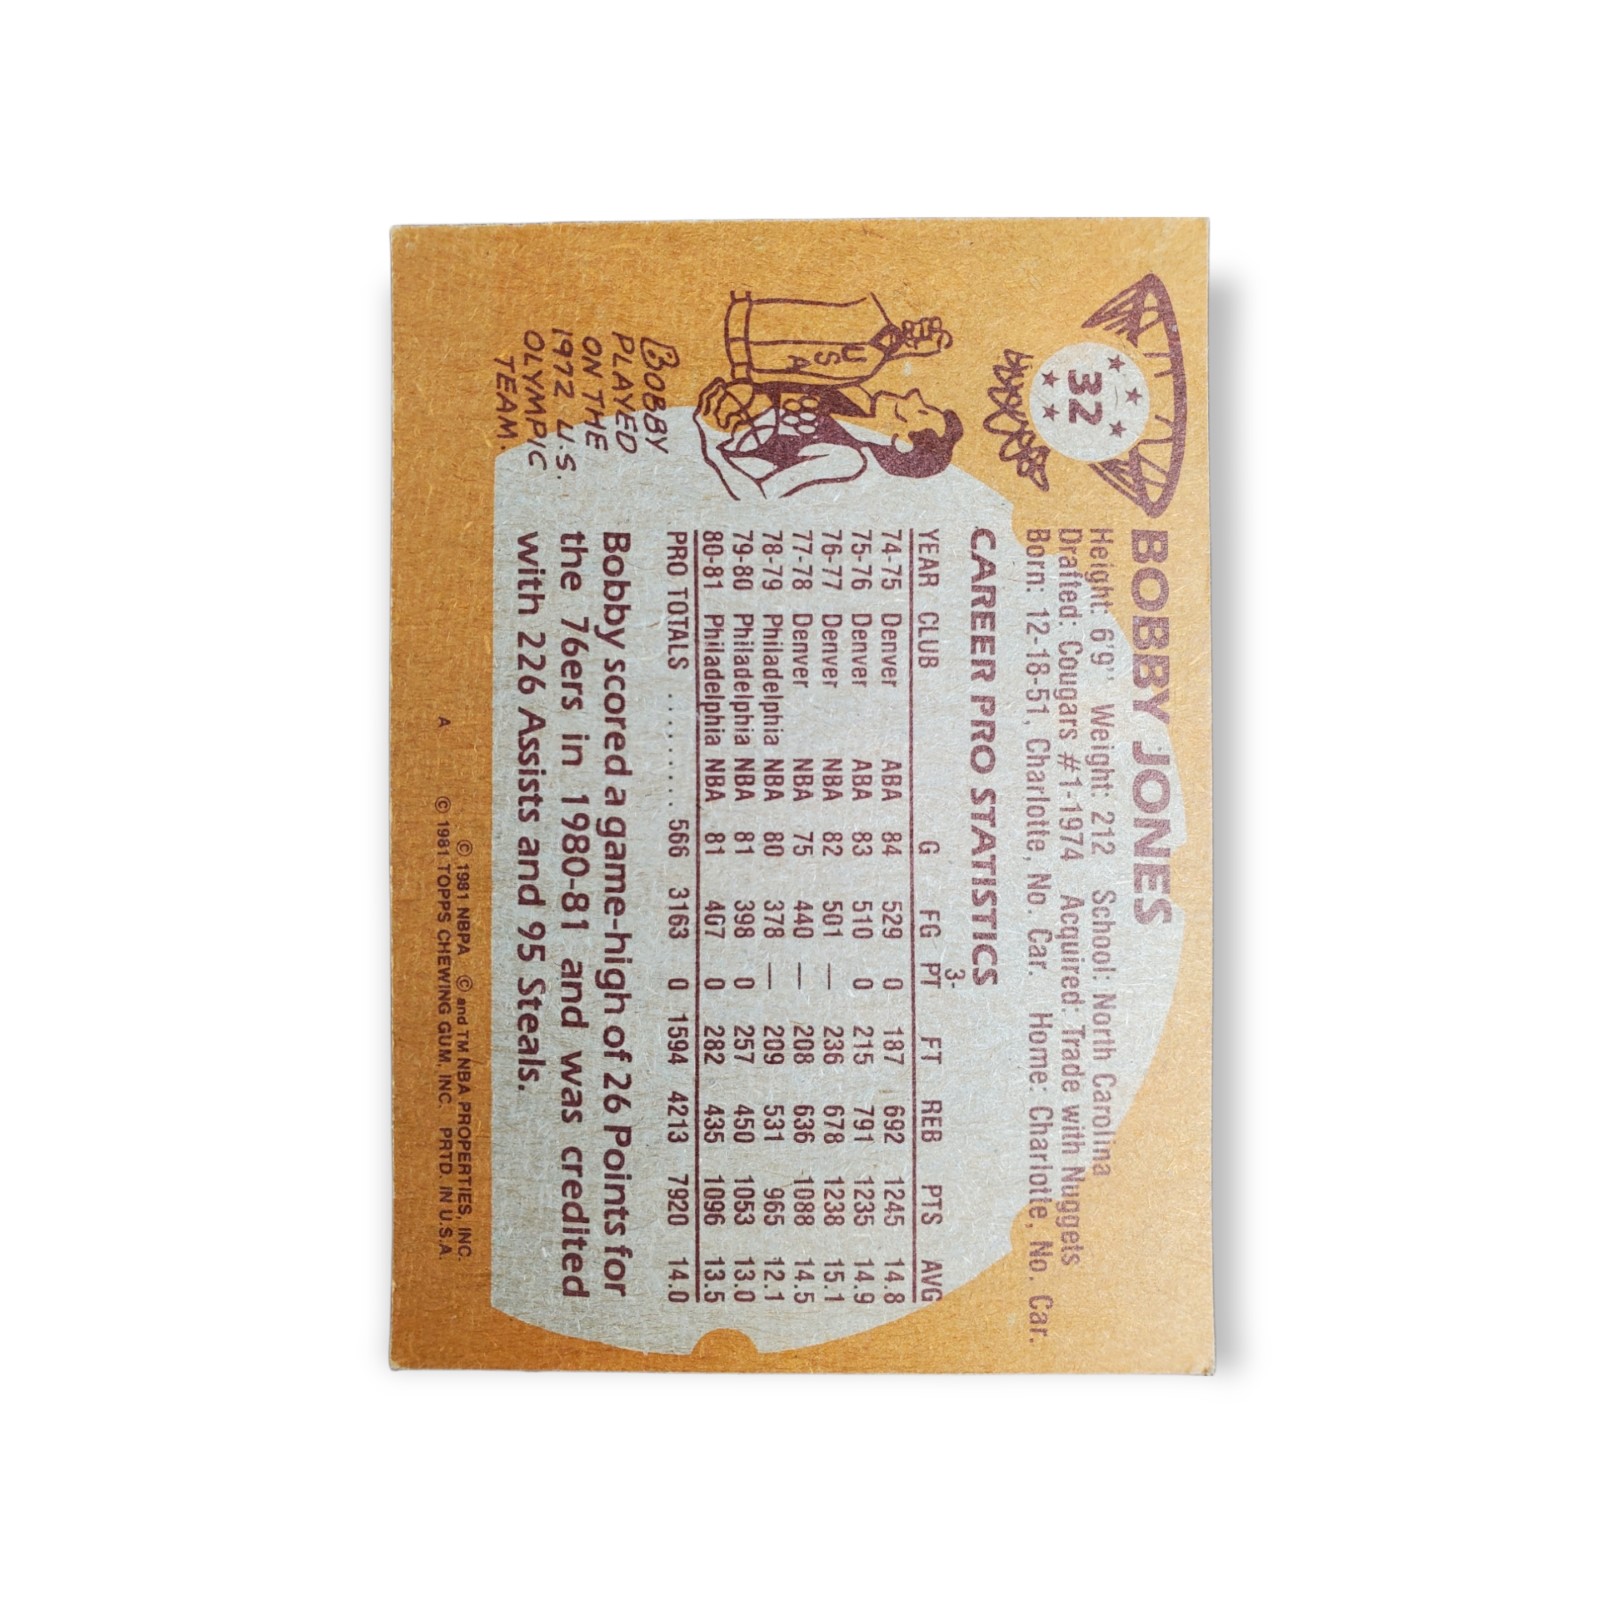 32
BOBBY JONES
Height: 6'9" Weight: 212 School: North Carolina
Drafted: Cougars #1-1974 Acquired: Trade with Nuggets
Born: 12-18-51, Charlotte, No. Car. Home: Charlotte, No. Car.
CAREER PRO STATISTICS
YEAR CLUB G FG 3-PT FT REB PTS AVG
74-75 Denver ABA 84 529 0 187 692 1245 14.8
75-76 Denver ABA 83 510 0 215 791 1235 14.9
76-77 Denver NBA 82 501 — 236 678 1238 15.1
77-78 Denver NBA 75 440 — 208 636 1088 14.5
78-79 Philadelphia NBA 80 378 — 209 531 965 12.1
79-80 Philadelphia NBA 81 398 0 257 450 1053 13.0
80-81 Philadelphia NBA 81 407 0 282 435 1096 13.5
PRO TOTALS .......... 566 3163 0 1594 4213 7920 14.0
USA
BOBBY
PLAYED
ON THE
1972 U.S.
OLYMPIC
TEAM.
Bobby scored a game-high of 26 Points for
the 76ers in 1980-81 and was credited
with 226 Assists and 95 Steals.
© 1981 NBPA © and TM NBA PROPERTIES, INC.
A © 1981 TOPPS CHEWING GUM, INC. PRTD. IN U.S.A.